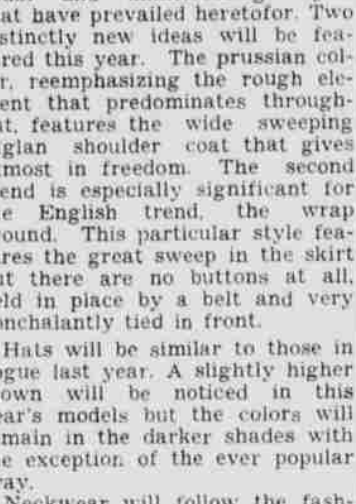 at have prevailed heretofor. Two
stinctly new ideas will be fea-
red this year. The prussian col-
r, reemphasizing the rough ele-
ent that predominates through-
ut, features the wide sweeping
glan shoulder coat that gives
tmost in freedom. The second
end is especially significant for
e English trend, the wrap
ound. This particular style fea-
res the great sweep in the skirt
ut there are no buttons at all,
eld in place by a belt and very
onchalantly tied in front.
Hats will be similar to those in
ogue last year. A slightly higher
own will be noticed in this
ear's models but the colors will
main in the darker shades with
e exception of the ever popular
ray.
Neckwear will follow the fash-